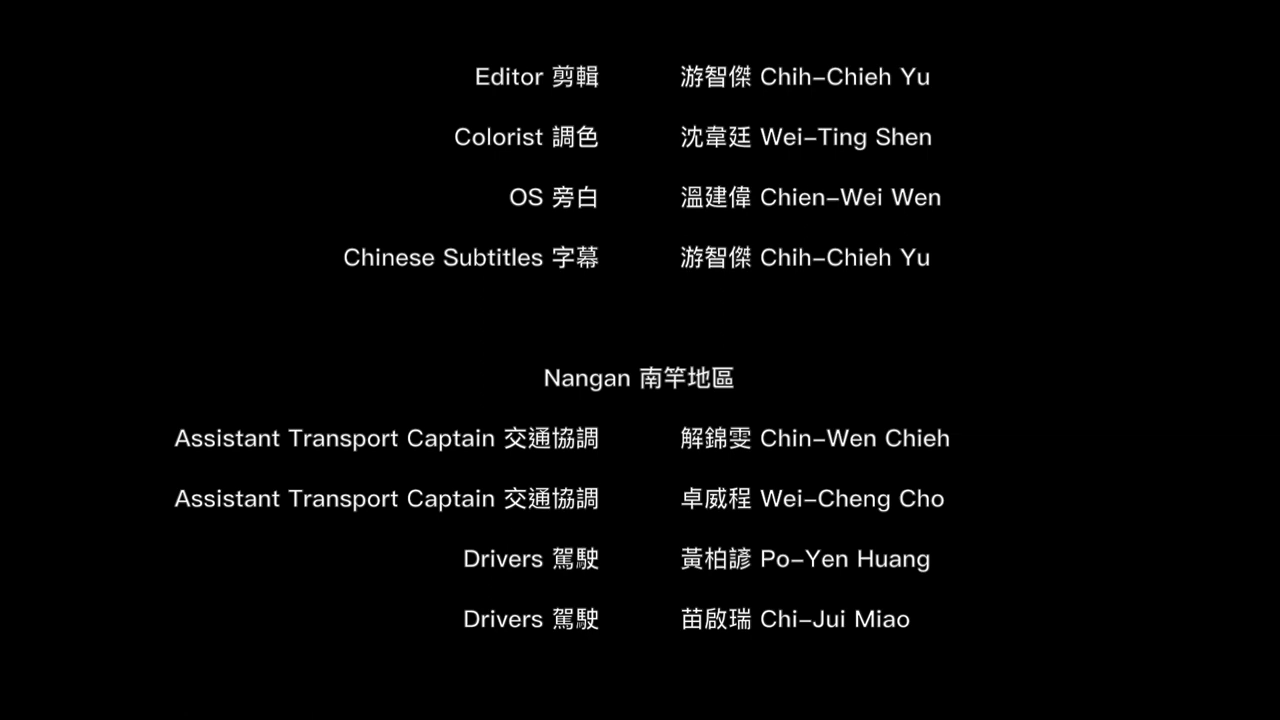 Editor 剪輯 游智傑 Chih-Chieh Yu
Colorist 調色 沈韋廷 Wei-Ting Shen
OS 旁白 溫建偉 Chien-Wei Wen
Chinese Subtitles 字幕 游智傑 Chih-Chieh Yu
Nangan 南竿地區
Assistant Transport Captain 交通協調 解錦雯 Chin-Wen Chieh
Assistant Transport Captain 交通協調 卓威程 Wei-Cheng Cho
Drivers 駕駛 黃柏諺 Po-Yen Huang
Drivers 駕駛 苗啟瑞 Chi-Jui Miao